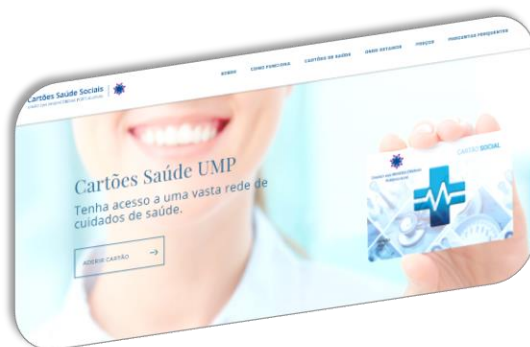 Cartões Saúde Sociais
SOBRE COMO FUNCIONA CARTÕES DE SAÚDE ONDE ESTAMOS PREÇOS PERGUNTAS FREQUENTES
Cartões Saúde UMP
Tenha acesso a uma vasta rede de
cuidados de saúde.
ADERIR CARTÃO
CARTÃO SOCIAL